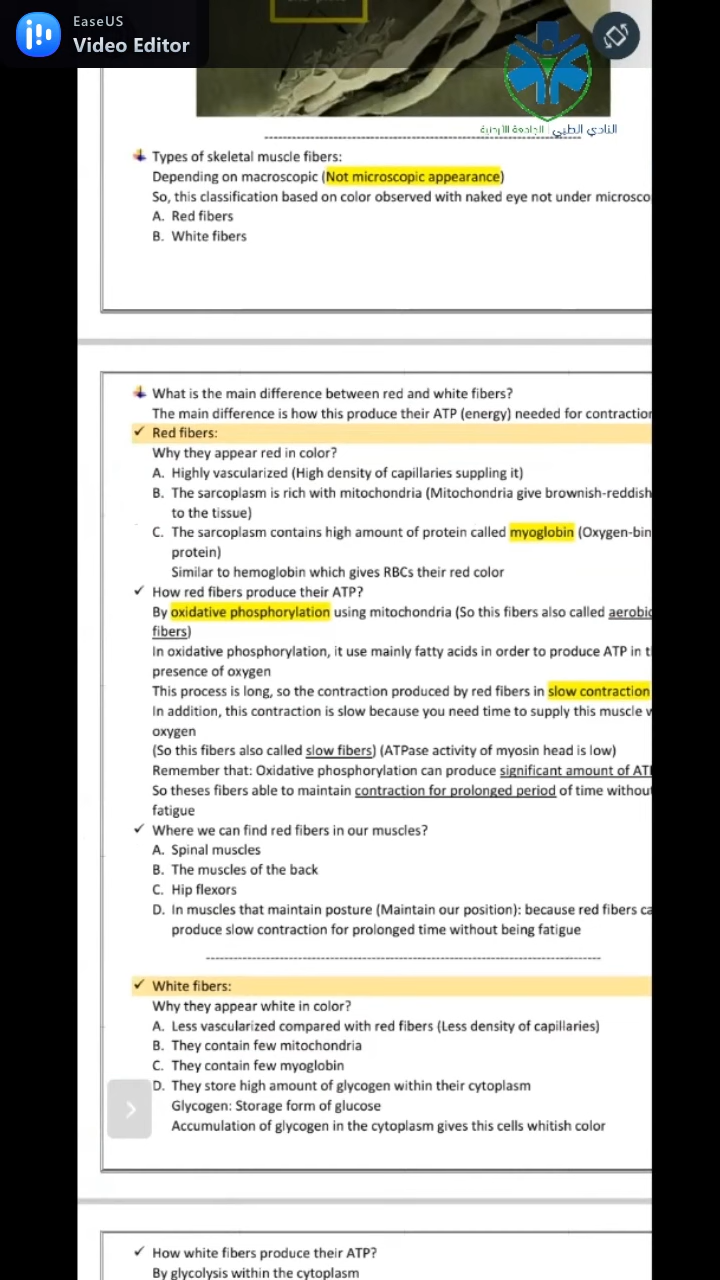 EaseUS
Video Editor
النادي الطبي | الجامعة الأردنية
Types of skeletal muscle fibers:
Depending on macroscopic (Not microscopic appearance)
So, this classification based on color observed with naked eye not under microsco
A. Red fibers
B. White fibers
What is the main difference between red and white fibers?
The main difference is how this produce their ATP (energy) needed for contraction
✓ Red fibers:
Why they appear red in color?
A. Highly vascularized (High density of capillaries suppling it)
B. The sarcoplasm is rich with mitochondria (Mitochondria give brownish-reddish
to the tissue)
C. The sarcoplasm contains high amount of protein called myoglobin (Oxygen-bin
protein)
Similar to hemoglobin which gives RBCs their red color
✓ How red fibers produce their ATP?
By oxidative phosphorylation using mitochondria (So this fibers also called aerobic
fibers)
In oxidative phosphorylation, it use mainly fatty acids in order to produce ATP in t
presence of oxygen
This process is long, so the contraction produced by red fibers in slow contraction
In addition, this contraction is slow because you need time to supply this muscle w
oxygen
(So this fibers also called slow fibers) (ATPase activity of myosin head is low)
Remember that: Oxidative phosphorylation can produce significant amount of ATP
So theses fibers able to maintain contraction for prolonged period of time without
fatigue
✓ Where we can find red fibers in our muscles?
A. Spinal muscles
B. The muscles of the back
C. Hip flexors
D. In muscles that maintain posture (Maintain our position): because red fibers ca
produce slow contraction for prolonged time without being fatigue
✓ White fibers:
Why they appear white in color?
A. Less vascularized compared with red fibers (Less density of capillaries)
B. They contain few mitochondria
C. They contain few myoglobin
D. They store high amount of glycogen within their cytoplasm
Glycogen: Storage form of glucose
Accumulation of glycogen in the cytoplasm gives this cells whitish color
✓ How white fibers produce their ATP?
By glycolysis within the cytoplasm